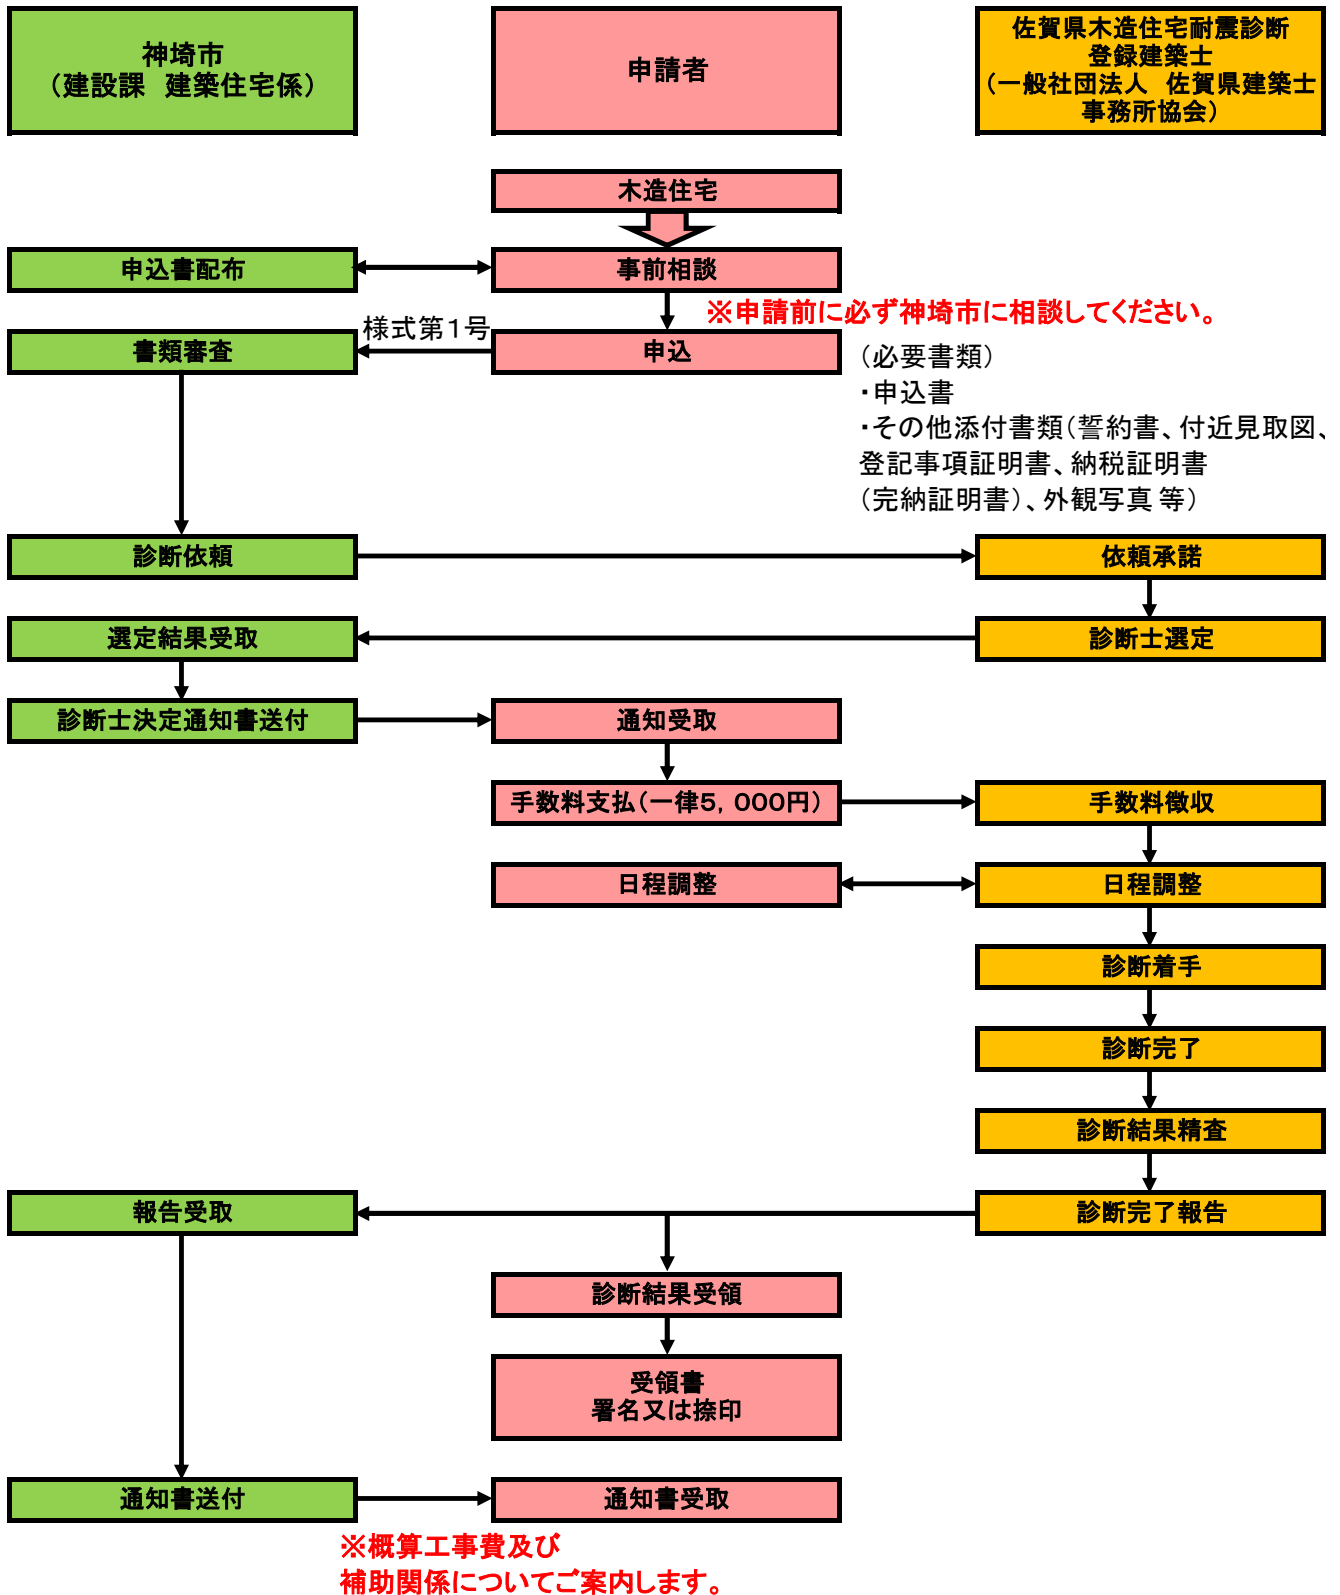 神埼市
（建設課　建築住宅係）
申請者
佐賀県木造住宅耐震診断
登録建築士
（一般社団法人　佐賀県建築士
事務所協会）
木造住宅
申込書配布
事前相談
※申請前に必ず神埼市に相談してください。
様式第１号
書類審査
申込
（必要書類）
・申込書
・その他添付書類（誓約書、付近見取図、
登記事項証明書、納税証明書
（完納証明書）、外観写真 等）
診断依頼
依頼承諾
選定結果受取
診断士選定
診断士決定通知書送付
通知受取
手数料支払（一律５，０００円）
手数料徴収
日程調整
日程調整
診断着手
診断完了
診断結果精査
報告受取
診断完了報告
診断結果受領
受領書
署名又は捺印
通知書送付
通知書受取
※概算工事費及び
補助関係についてご案内します。